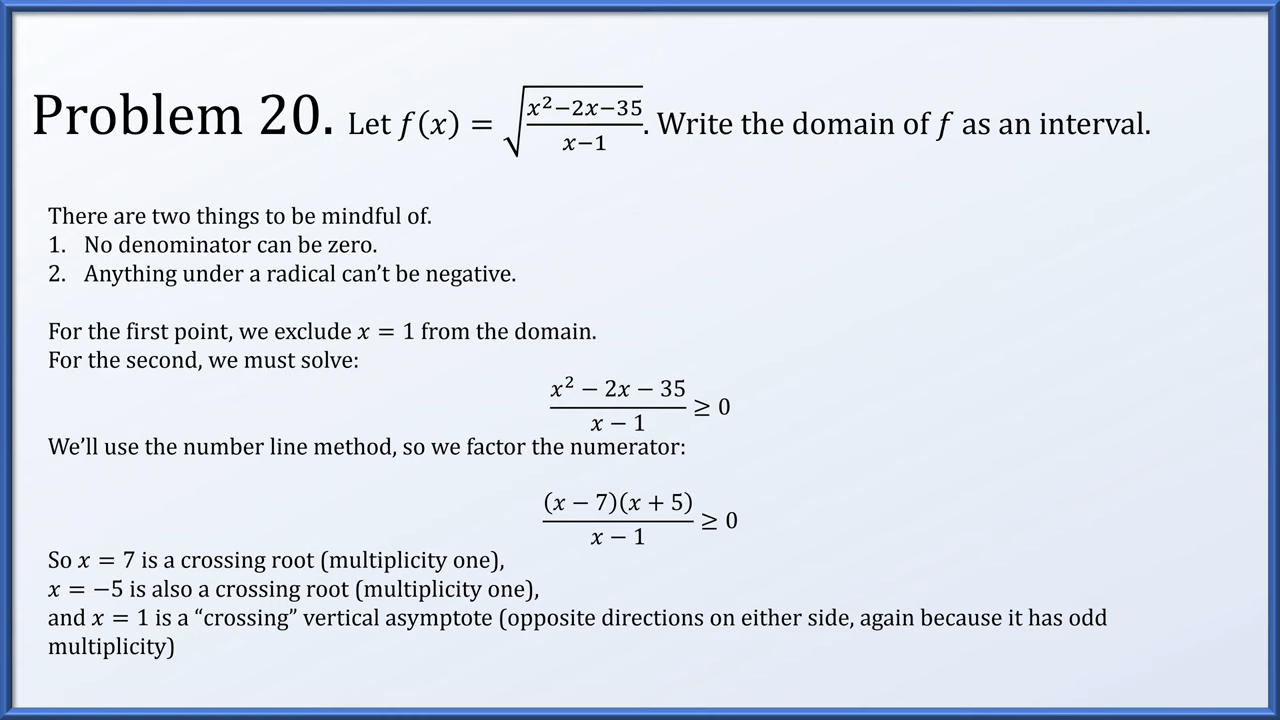 Problem 20. Let f(x) = √((x²−2x−35)/(x−1)). Write the domain of f as an interval.
There are two things to be mindful of.
1. No denominator can be zero.
2. Anything under a radical can’t be negative.
For the first point, we exclude x = 1 from the domain.
For the second, we must solve:
(x² − 2x − 35)/(x − 1) ≥ 0
We’ll use the number line method, so we factor the numerator:
((x − 7)(x + 5))/(x − 1) ≥ 0
So x = 7 is a crossing root (multiplicity one),
x = −5 is also a crossing root (multiplicity one),
and x = 1 is a “crossing” vertical asymptote (opposite directions on either side, again because it has odd
multiplicity)